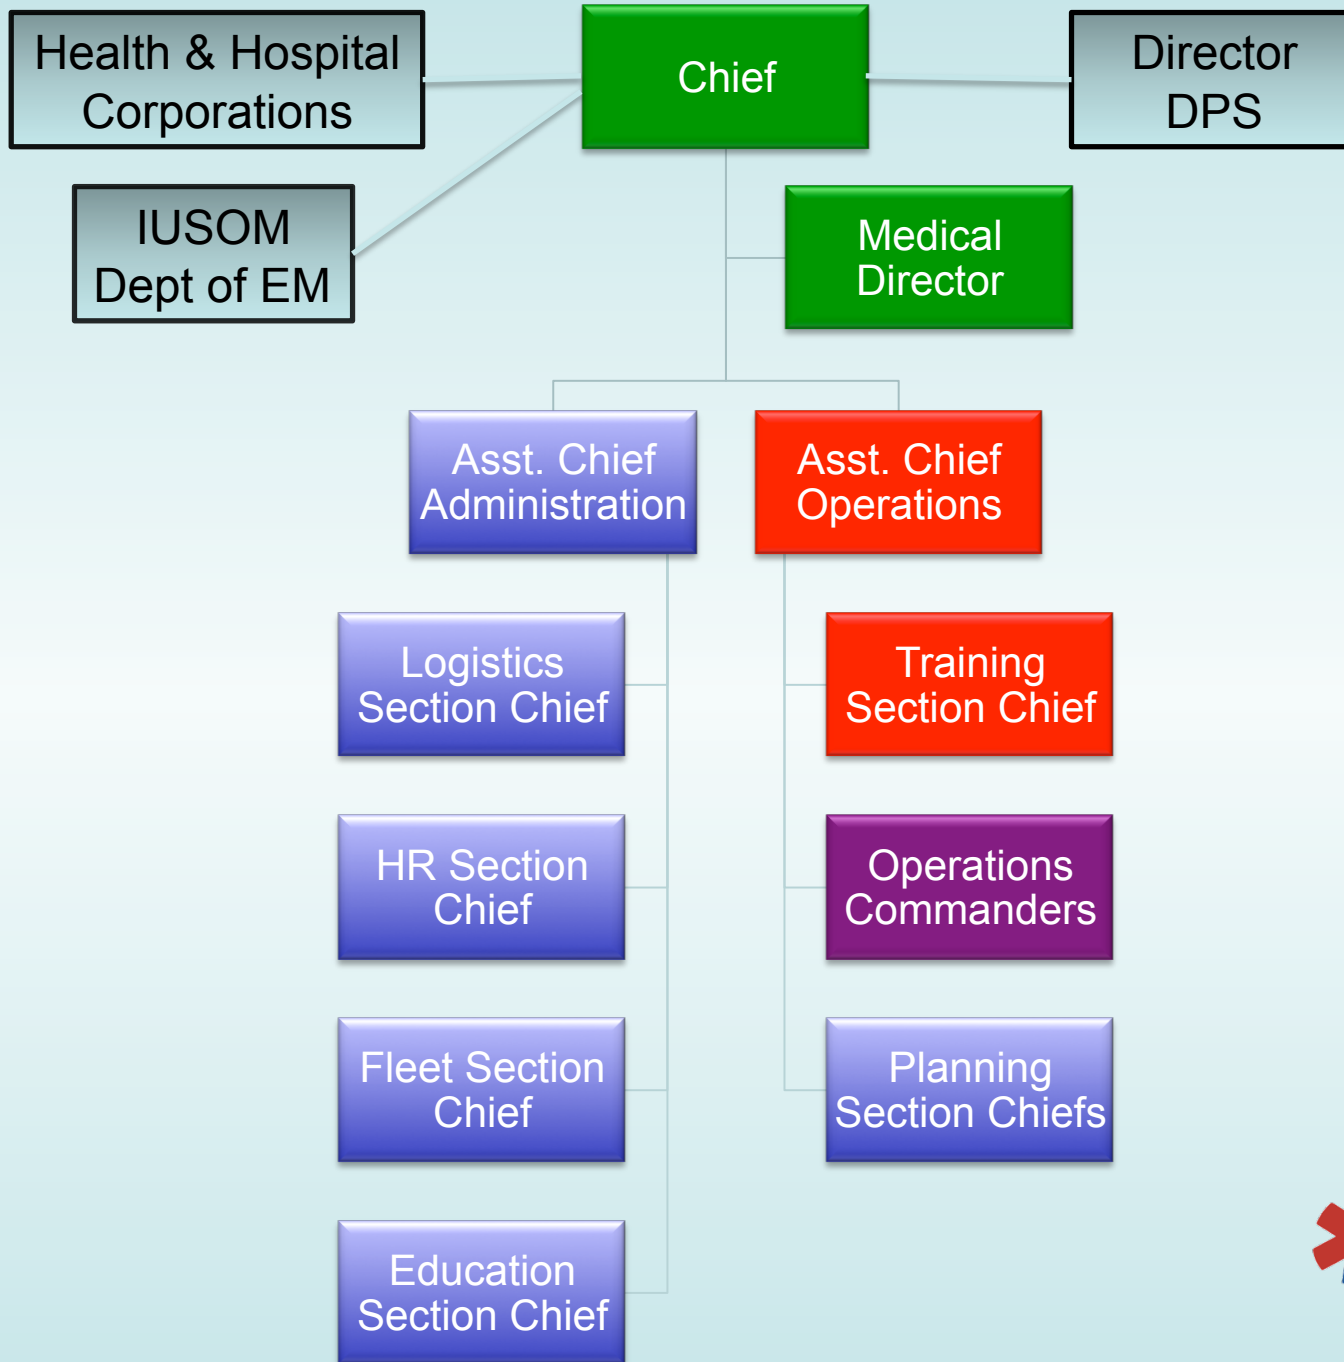 Health & Hospital
Corporations
Chief
Director
DPS
IUSOM
Dept of EM
Medical
Director
Asst. Chief
Administration
Asst. Chief
Operations
Logistics
Section Chief
Training
Section Chief
HR Section
Chief
Operations
Commanders
Fleet Section
Chief
Planning
Section Chiefs
Education
Section Chief